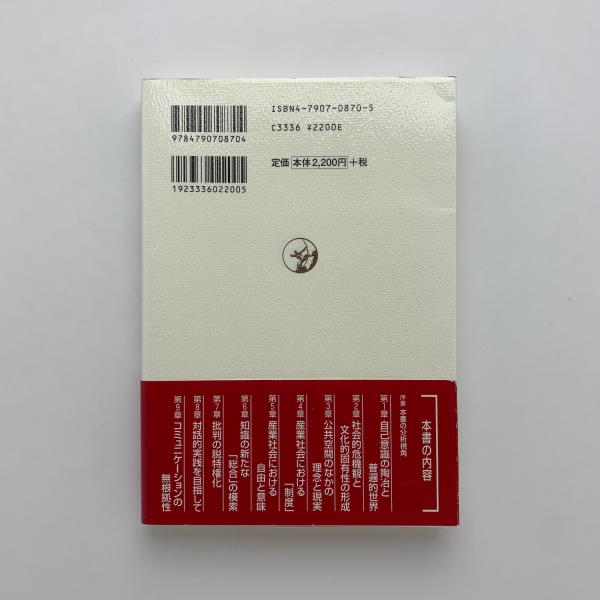 9784790708704
ISBN4-7907-0870-5
C3336 ¥2200E
定価 本体2,200円 +税
1923336022005
本書の内容
序章 本書の分析視角
第1章 自己意識の陶冶と
普遍的世界
第2章 社会的危機観と
文化的固有性の形成
第3章 公共空間のなかの
理念と現実
第4章 産業社会における
「制度」
第5章 産業社会における
自由と意味
第6章 知識の新たな
「総合」の模索
第7章 批判の脱特権化
第8章 対話的実践を目指して
第9章 コミュニケーションの
無根拠性